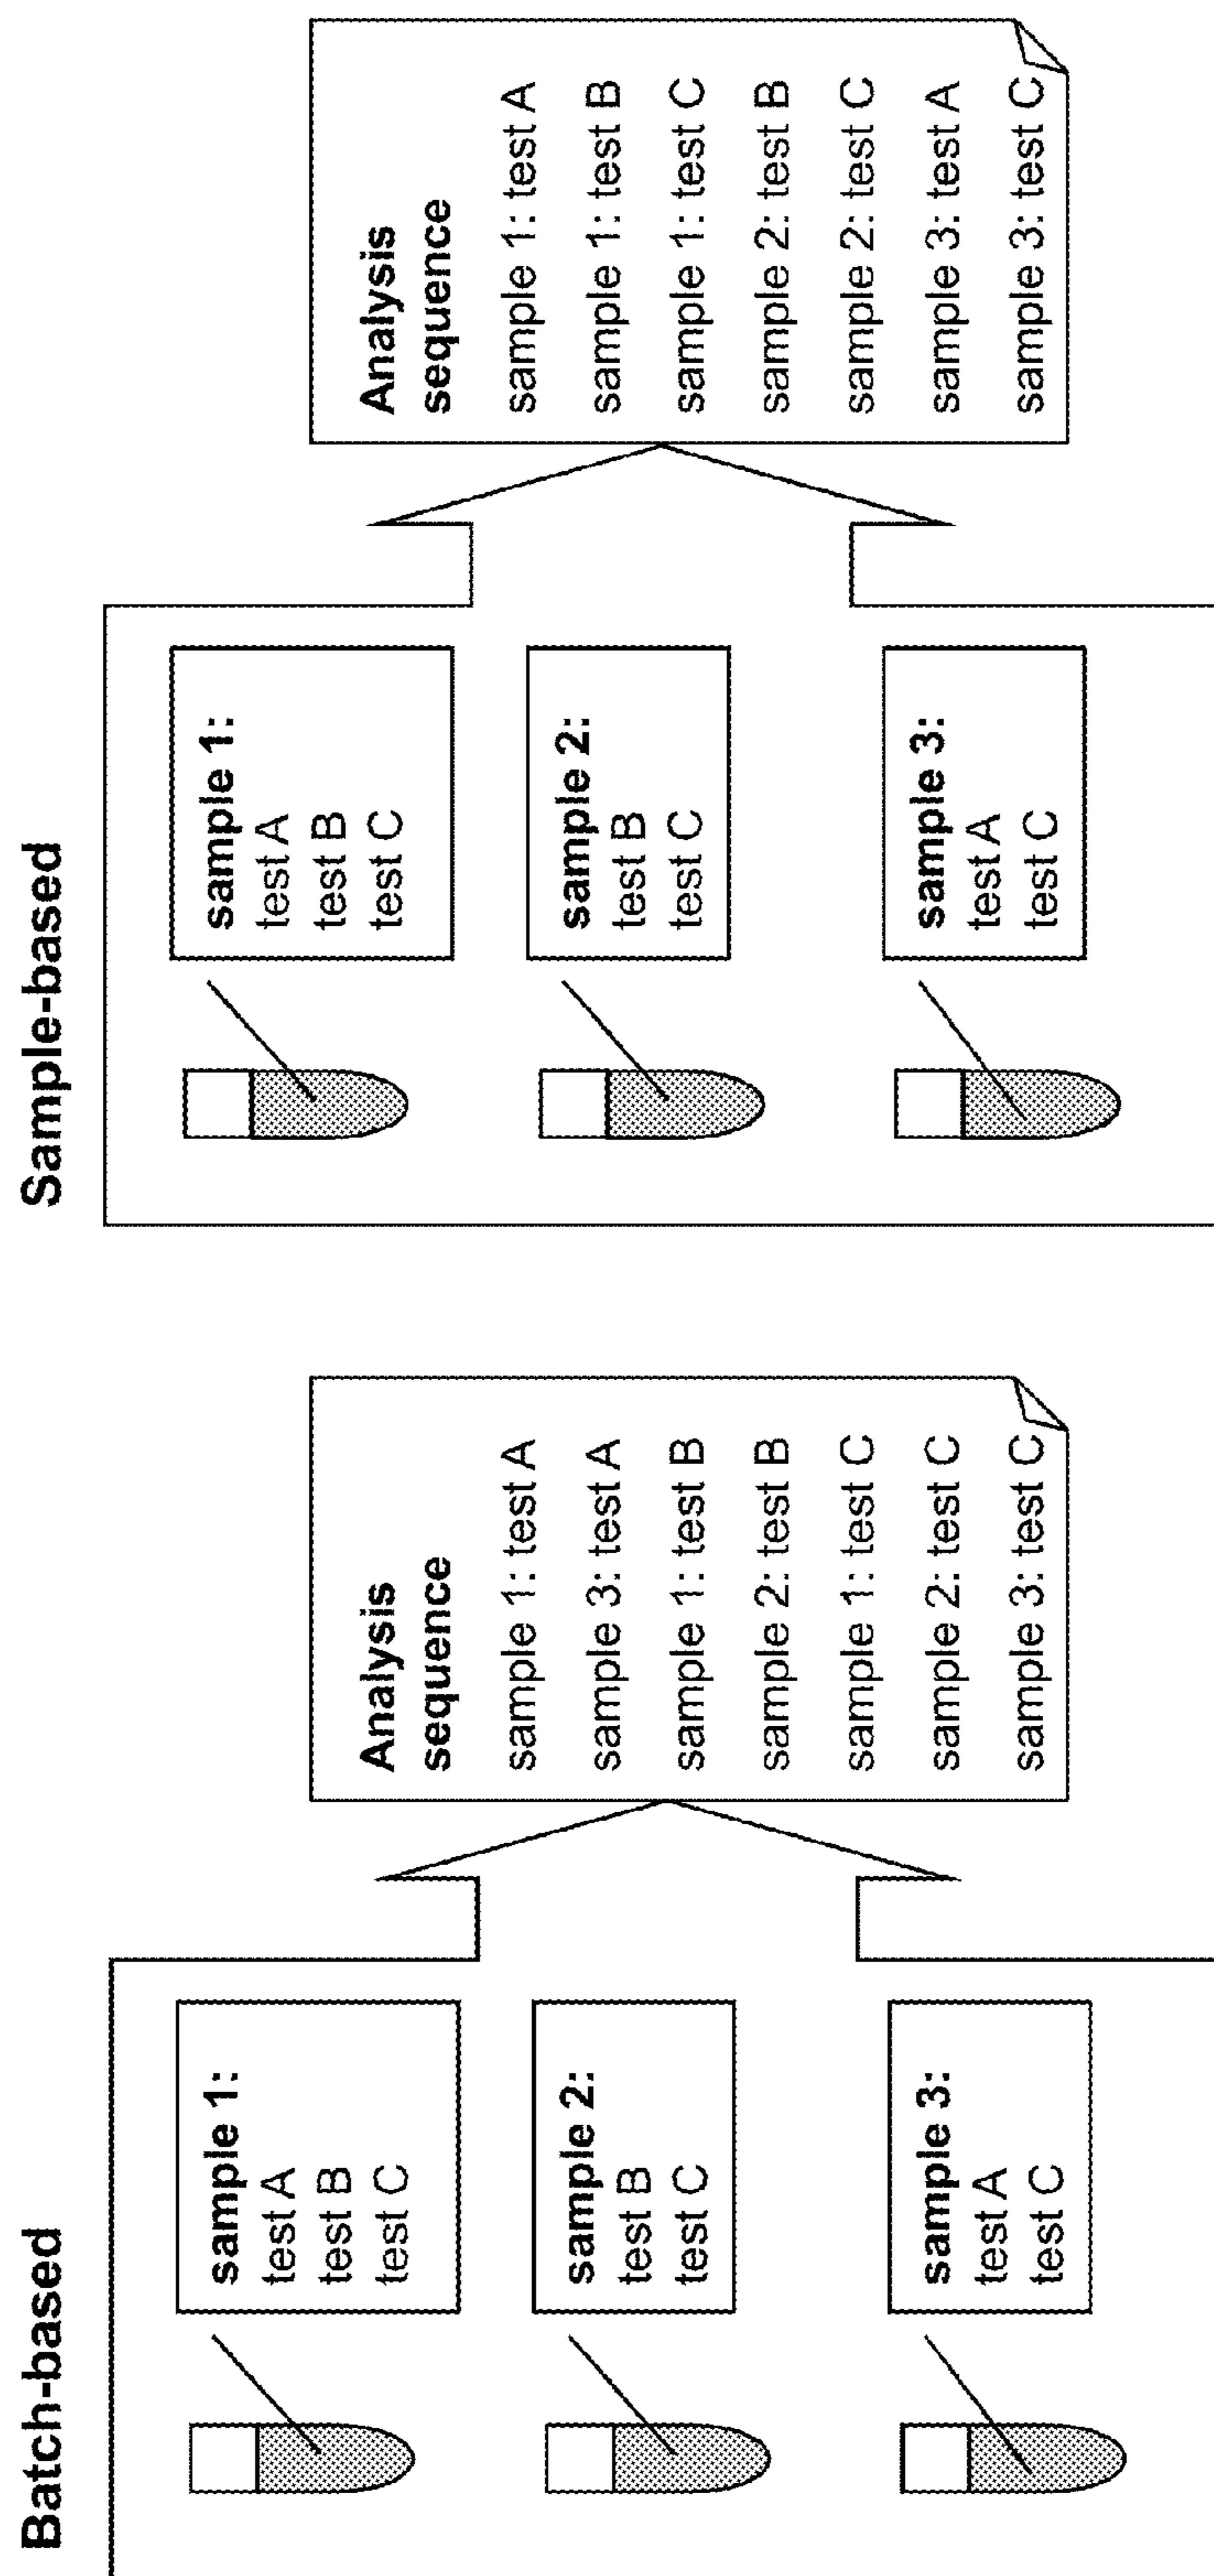 Batch-based
sample 1:
test A
test B
test C
sample 2:
test B
test C
sample 3:
test A
test C
Analysis
sequence
sample 1: test A
sample 3: test A
sample 1: test B
sample 2: test B
sample 1: test C
sample 2: test C
sample 3: test C
Sample-based
sample 1:
test A
test B
test C
sample 2:
test B
test C
sample 3:
test A
test C
Analysis
sequence
sample 1: test A
sample 1: test B
sample 1: test C
sample 2: test B
sample 2: test C
sample 3: test A
sample 3: test C